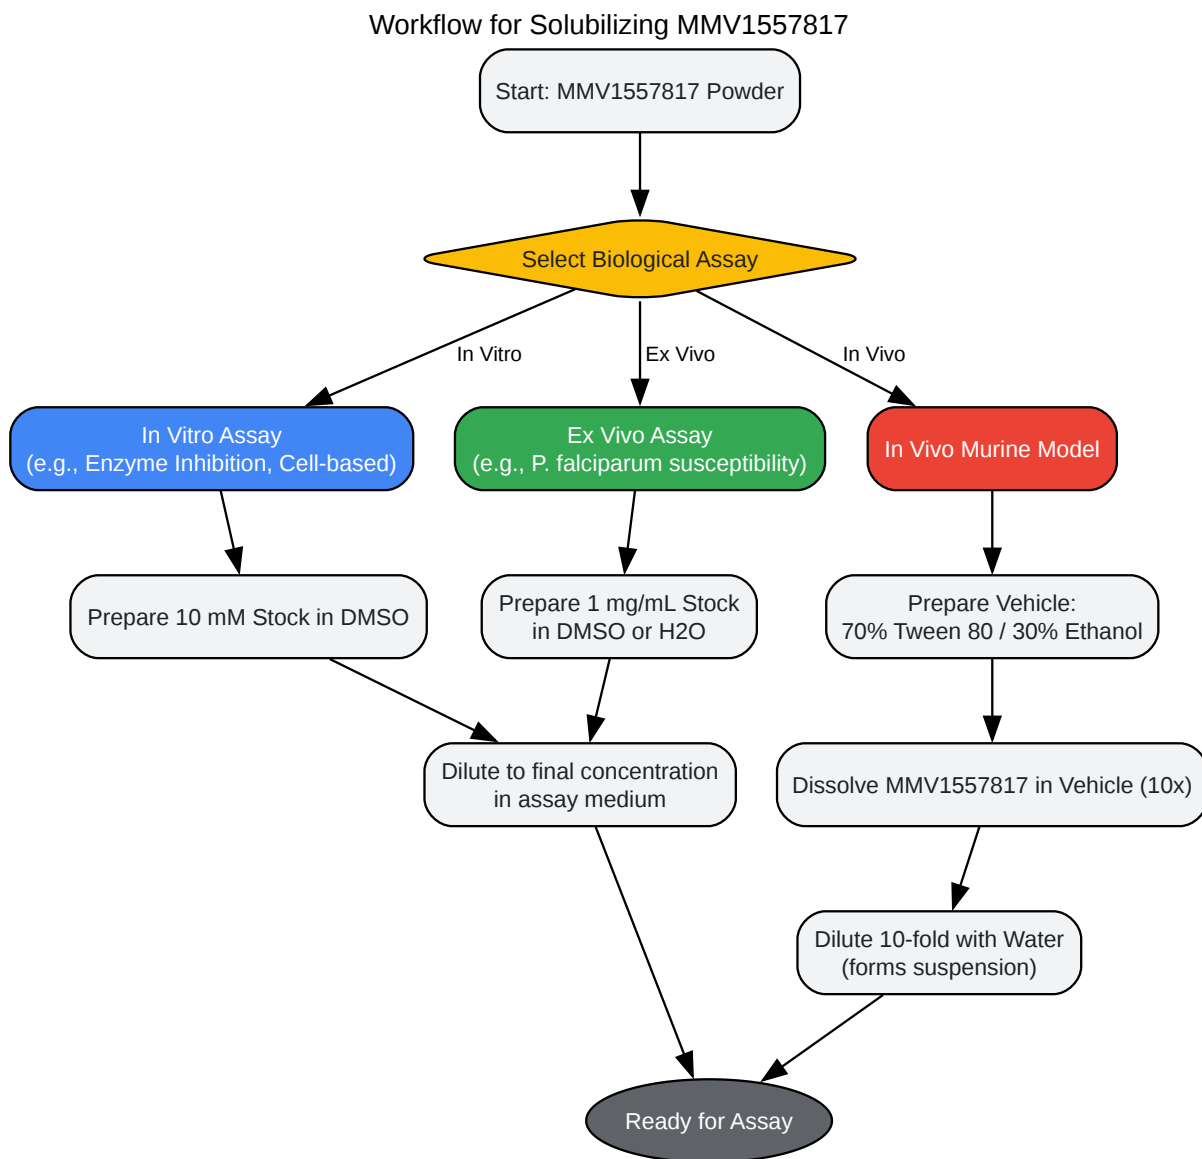 Workflow for Solubilizing MMV1557817
Start: MMV1557817 Powder
Select Biological Assay
In Vitro
Ex Vivo
In Vivo
In Vitro Assay
(e.g., Enzyme Inhibition, Cell-based)
Ex Vivo Assay
(e.g., P. falciparum susceptibility)
In Vivo Murine Model
Prepare 10 mM Stock in DMSO
Prepare 1 mg/mL Stock
in DMSO or H2O
Prepare Vehicle:
70% Tween 80 / 30% Ethanol
Dilute to final concentration
in assay medium
Dissolve MMV1557817 in Vehicle (10x)
Dilute 10-fold with Water
(forms suspension)
Ready for Assay